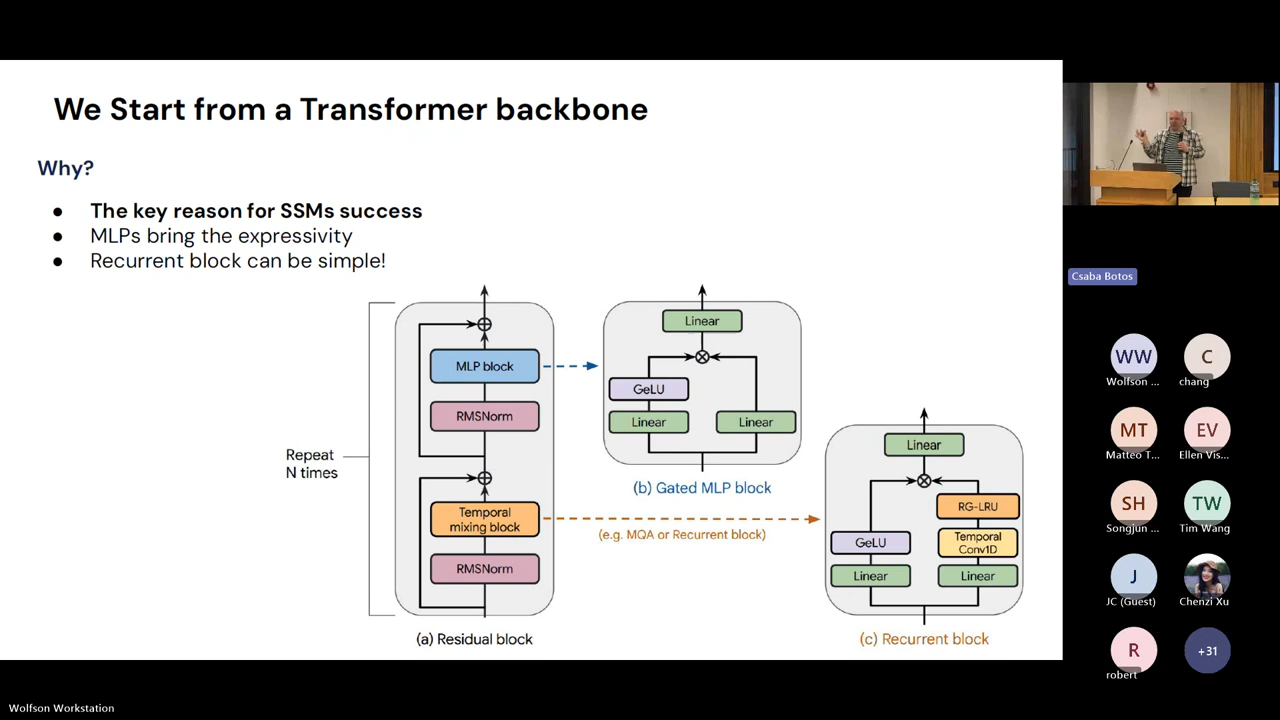 We Start from a Transformer backbone
Why?
● The key reason for SSMs success
● MLPs bring the expressivity
● Recurrent block can be simple!
Repeat
N times
MLP block
RMSNorm
Temporal
mixing block
RMSNorm
(a) Residual block
Linear
GeLU
Linear
Linear
(b) Gated MLP block
(e.g. MQA or Recurrent block)
Linear
RG-LRU
GeLU
Temporal
Conv1D
Linear
Linear
(c) Recurrent block
Csaba Botos
WW
Wolfson ...
C
chang
MT
Matteo T...
EV
Ellen Vis...
SH
Songjun ...
TW
Tim Wang
J
JC (Guest)
Chenzi Xu
R
robert
+31
Wolfson Workstation